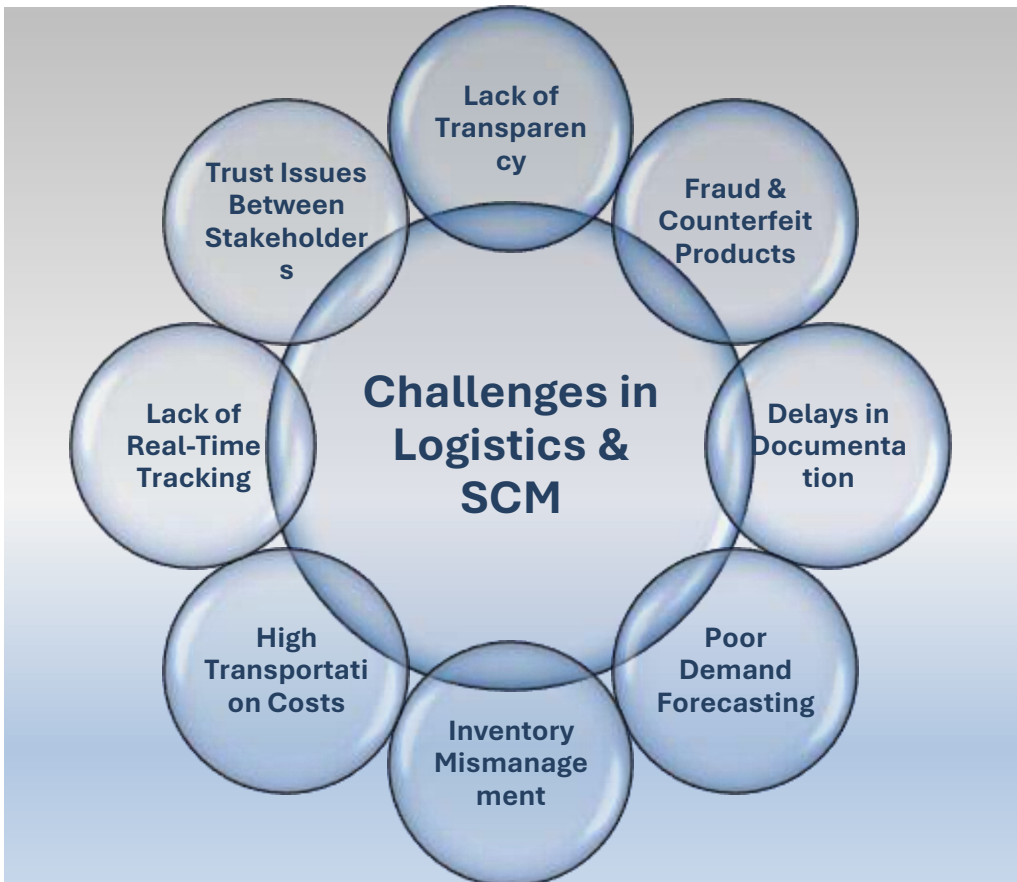 Lack of
Transparen
cy
Fraud &
Counterfeit
Products
Delays in
Documenta
tion
Poor
Demand
Forecasting
Inventory
Mismanage
ment
High
Transportati
on Costs
Lack of
Real-Time
Tracking
Trust Issues
Between
Stakeholder
s
Challenges in
Logistics &
SCM